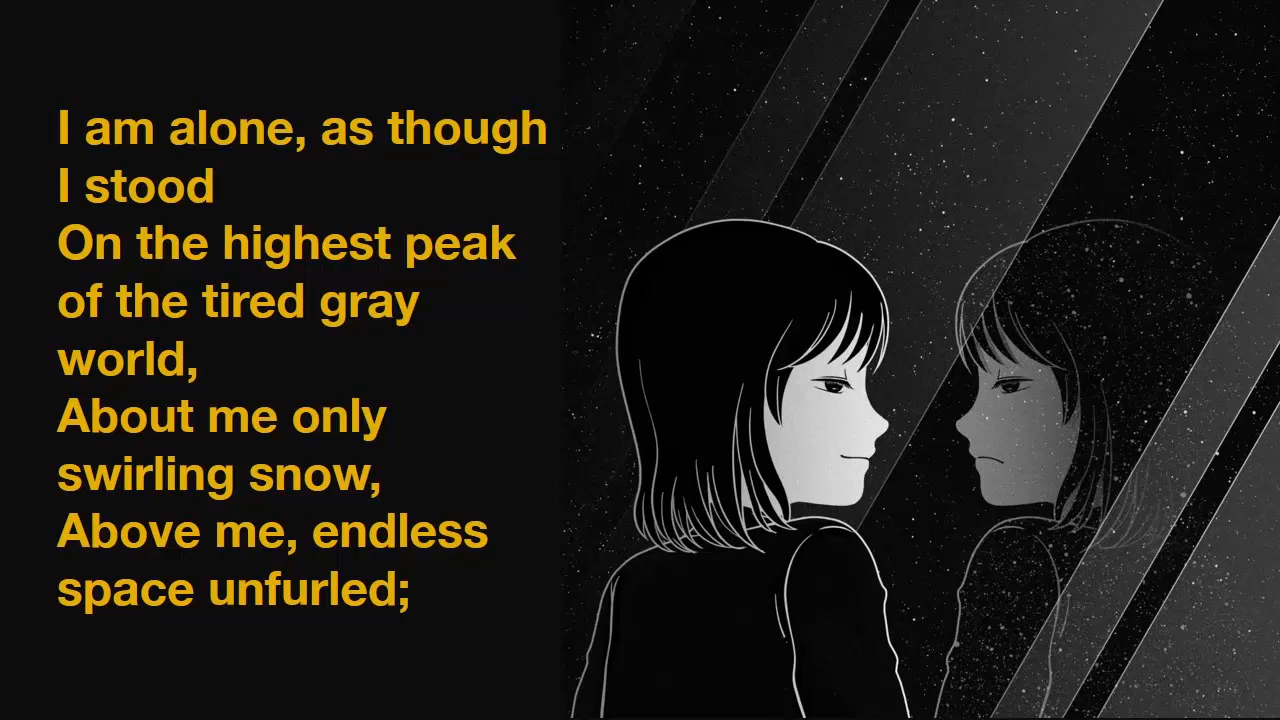 I am alone, as though
I stood
On the highest peak
of the tired gray
world,
About me only
swirling snow,
Above me, endless
space unfurled;